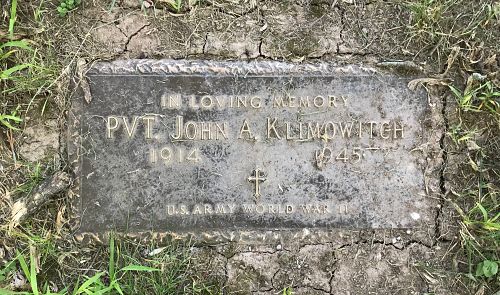 IN LOVING MEMORY
PVT. JOHN A. KLIMOWITCH
1914 1945
U.S. ARMY WORLD WAR II